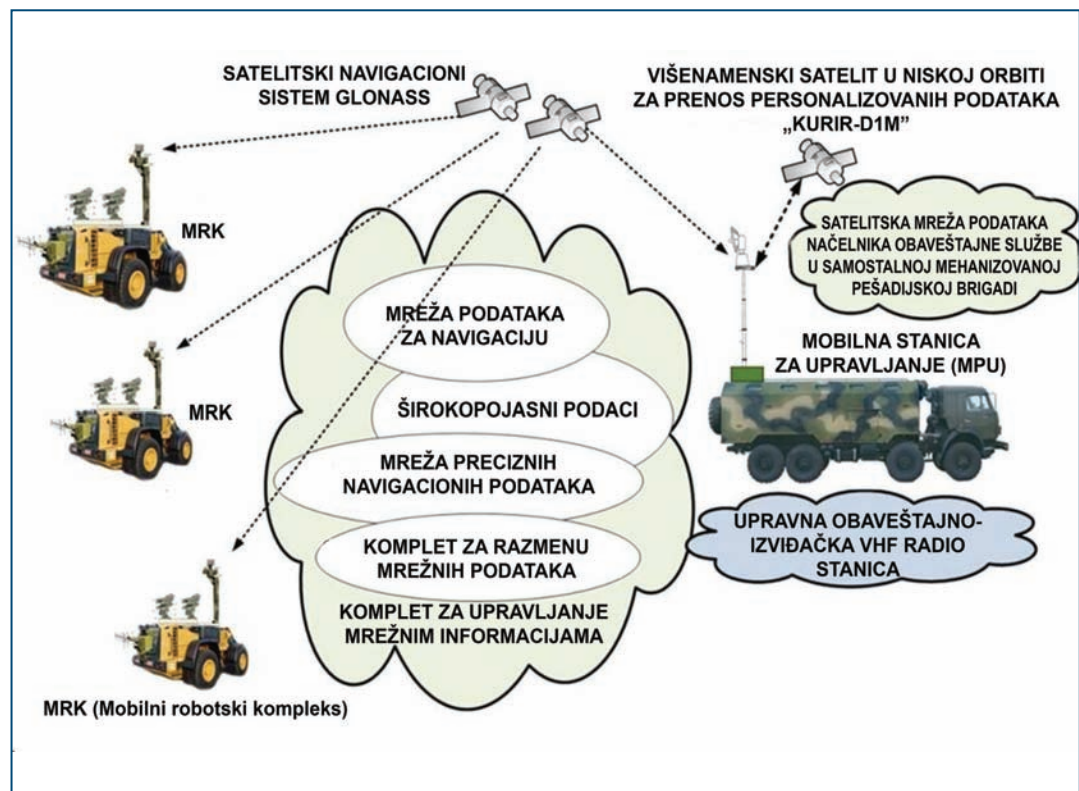 SATELITSKI NAVIGACIONI
SISTEM GLONASS
VIŠENAMENSKI SATELIT U NISKOJ ORBITI
ZA PRENOS PERSONALIZOVANIH PODATAKA
„KURIR-D1M”
MRK
SATELITSKA MREŽA PODATAKA
NAČELNIKA OBAVEŠTAJNE SLUŽBE
U SAMOSTALNOJ MEHANIZOVANOJ
PEŠADIJSKOJ BRIGADI
MREŽA PODATAKA
ZA NAVIGACIJU
MOBILNA STANICA
ZA UPRAVLJANJE (MPU)
MRK
ŠIROKOPOJASNI PODACI
MREŽA PRECIZNIH
NAVIGACIONIH PODATAKA
UPRAVNA OBAVEŠTAJNO-
IZVIĐAČKA VHF RADIO
STANICA
KOMPLET ZA RAZMENU
MREŽNIH PODATAKA
KOMPLET ZA UPRAVLJANJE
MREŽNIM INFORMACIJAMA
MRK (Mobilni robotski kompleks)